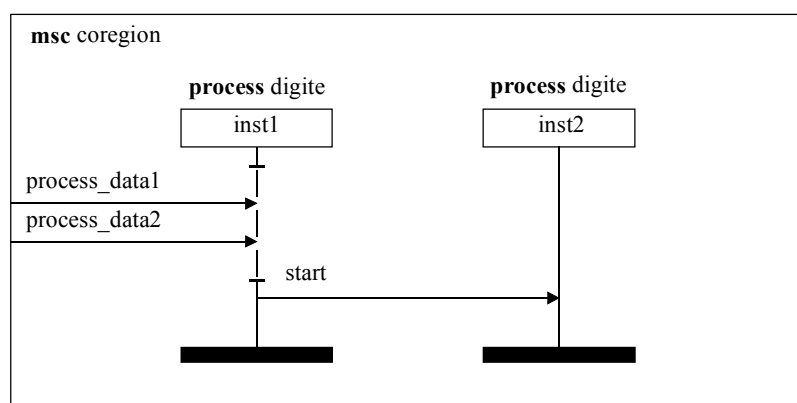 msc coregion
process digite
process digite
inst1
inst2
process_data1
process_data2
start